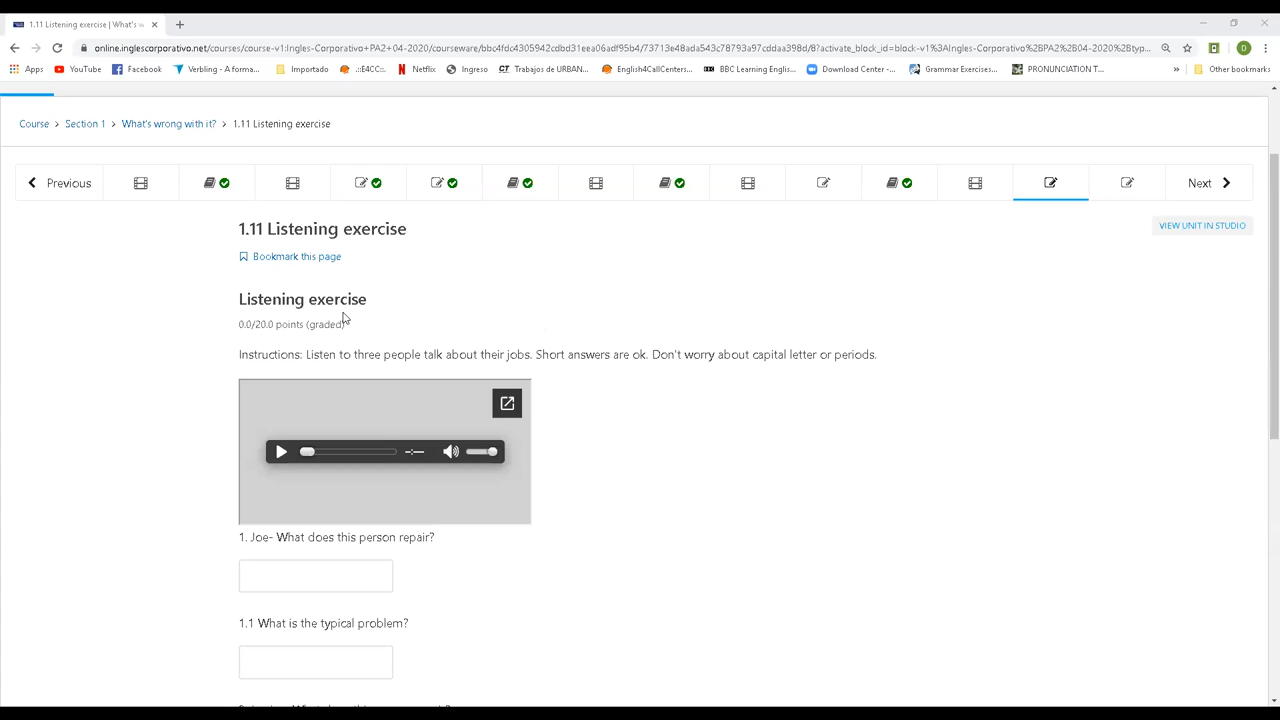 1.11 Listening exercise | What's w
online.inglescorporativo.net/courses/course-v1:Ingles-Corporativo+PA2+04-2020/courseware/bbc4fdc4305942cdbd31eea06adf95b4/73713e48ada543c78793a97cddaa398d/8?activate_block_id=block-v1%3AIngles-Corporativo%2BPA2%2B04-2020%2Btyp...
D
Apps YouTube Facebook Verbling - A forma... Importado .::E4CC::. Netflix Ingreso CT Trabajos de URBAN... English4CallCenters... BBC BBC Learning Englis... Download Center -... Grammar Exercises... PRONUNCIATION T... » Other bookmarks
Course > Section 1 > What's wrong with it? > 1.11 Listening exercise
Previous Next
1.11 Listening exercise
VIEW UNIT IN STUDIO
Bookmark this page
Listening exercise
0.0/20.0 points (graded)
Instructions: Listen to three people talk about their jobs. Short answers are ok. Don't worry about capital letter or periods.
-:--
1. Joe- What does this person repair?
1.1 What is the typical problem?